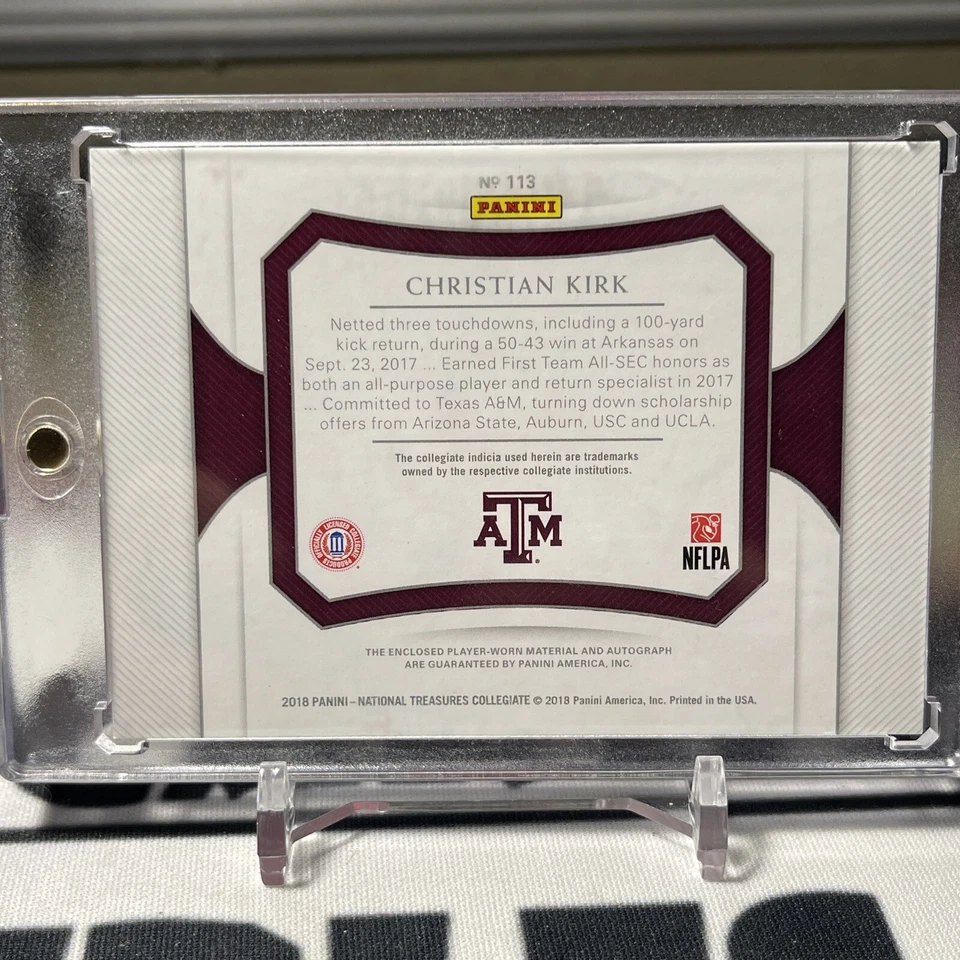 Nº 113
PANINI
CHRISTIAN KIRK
Netted three touchdowns, including a 100-yard
kick return, during a 50-43 win at Arkansas on
Sept. 23, 2017 ... Earned First Team All-SEC honors as
both an all-purpose player and return specialist in 2017
... Committed to Texas A&M, turning down scholarship
offers from Arizona State, Auburn, USC and UCLA.
The collegiate indicia used herein are trademarks
owned by the respective collegiate institutions.
ATM
OFFICIALLY LICENSED COLLEGIATE PRODUCTS
NFLPA
THE ENCLOSED PLAYER-WORN MATERIAL AND AUTOGRAPH
ARE GUARANTEED BY PANINI AMERICA, INC.
2018 PANINI – NATIONAL TREASURES COLLEGIATE © 2018 Panini America, Inc. Printed in the USA.